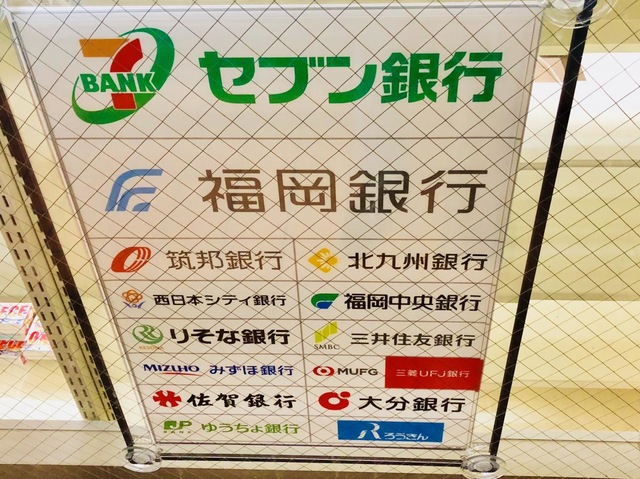 7
BANK
セブン銀行
福岡銀行
筑邦銀行
北九州銀行
西日本シティ銀行
福岡中央銀行
RESONA
りそな銀行
SMBC
三井住友銀行
MIZUHO みずほ銀行
MUFG 三菱UFJ銀行
佐賀銀行
大分銀行
JP
BANK
ゆうちょ銀行
R ろうきん